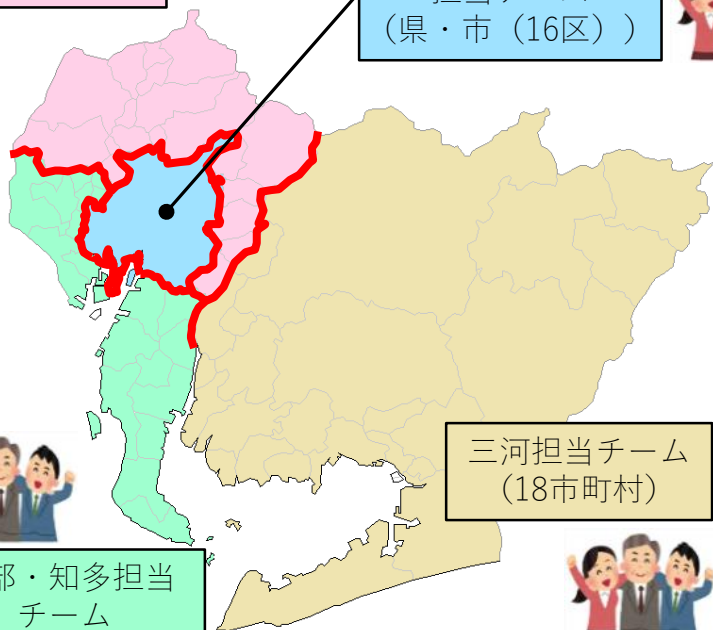 （県・市（16区））
三河担当チーム
（18市町村）
部・知多担当
チーム